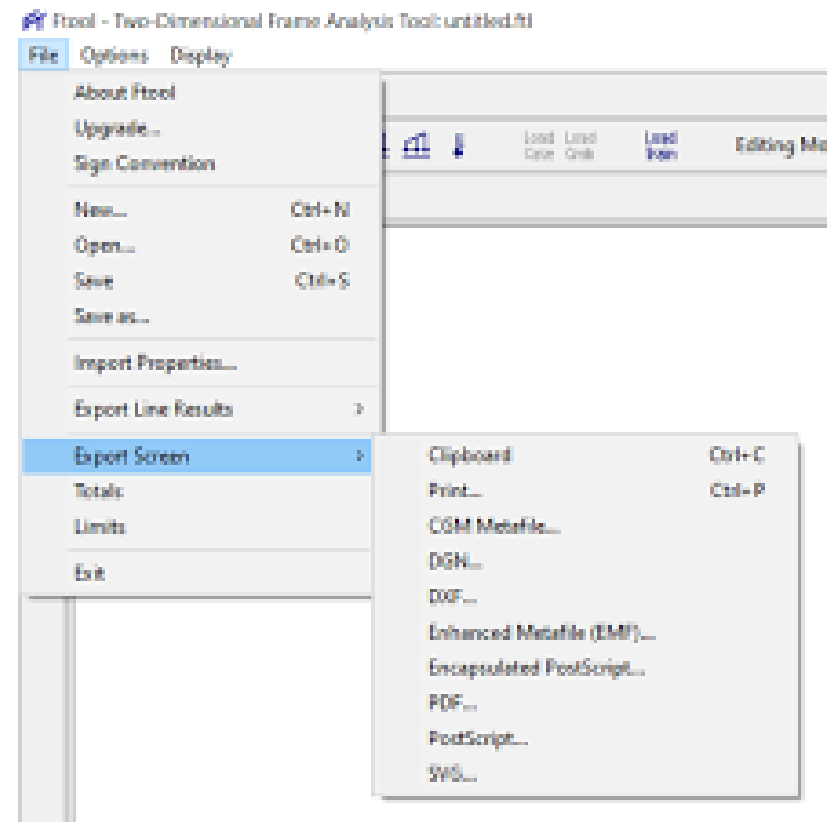 Ftool - Two-Dimensional Frame Analysis Tool: untitled.ftl
File Options Display
About Ftool
Upgrade...
Sign Convention
Load Case Load Comb Load Train Editing Mo
New... Ctrl+N
Open... Ctrl+O
Save Ctrl+S
Save as...
Import Properties...
Export Line Results >
Export Screen >
Totals
Limits
Exit
Clipboard Ctrl+C
Print... Ctrl+P
CGM Metafile...
DGN...
DXF...
Enhanced Metafile (EMF)...
Encapsulated PostScript...
PDF...
PostScript...
SVG...